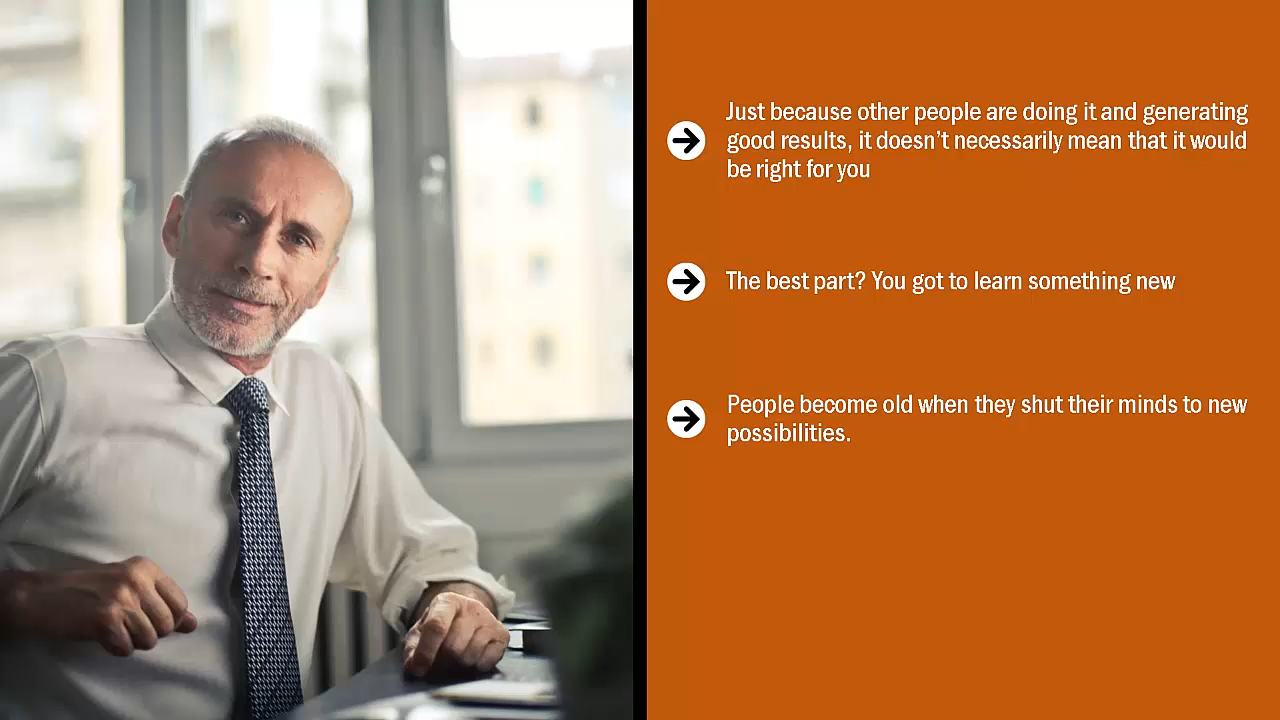 Just because other people are doing it and generating
good results, it doesn't necessarily mean that it would
be right for you
The best part? You got to learn something new
People become old when they shut their minds to new
possibilities.